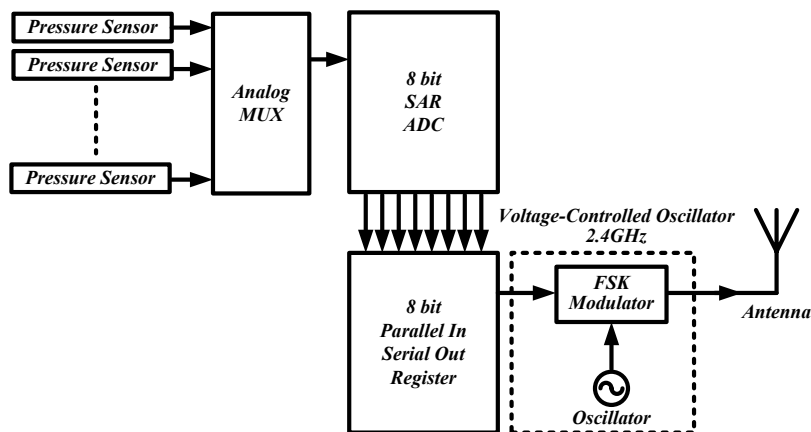 Pressure Sensor
Pressure Sensor
Pressure Sensor
Analog
MUX
8 bit
SAR
ADC
8 bit
Parallel In
Serial Out
Register
Voltage-Controlled Oscillator
2.4GHz
FSK
Modulator
Oscillator
Antenna